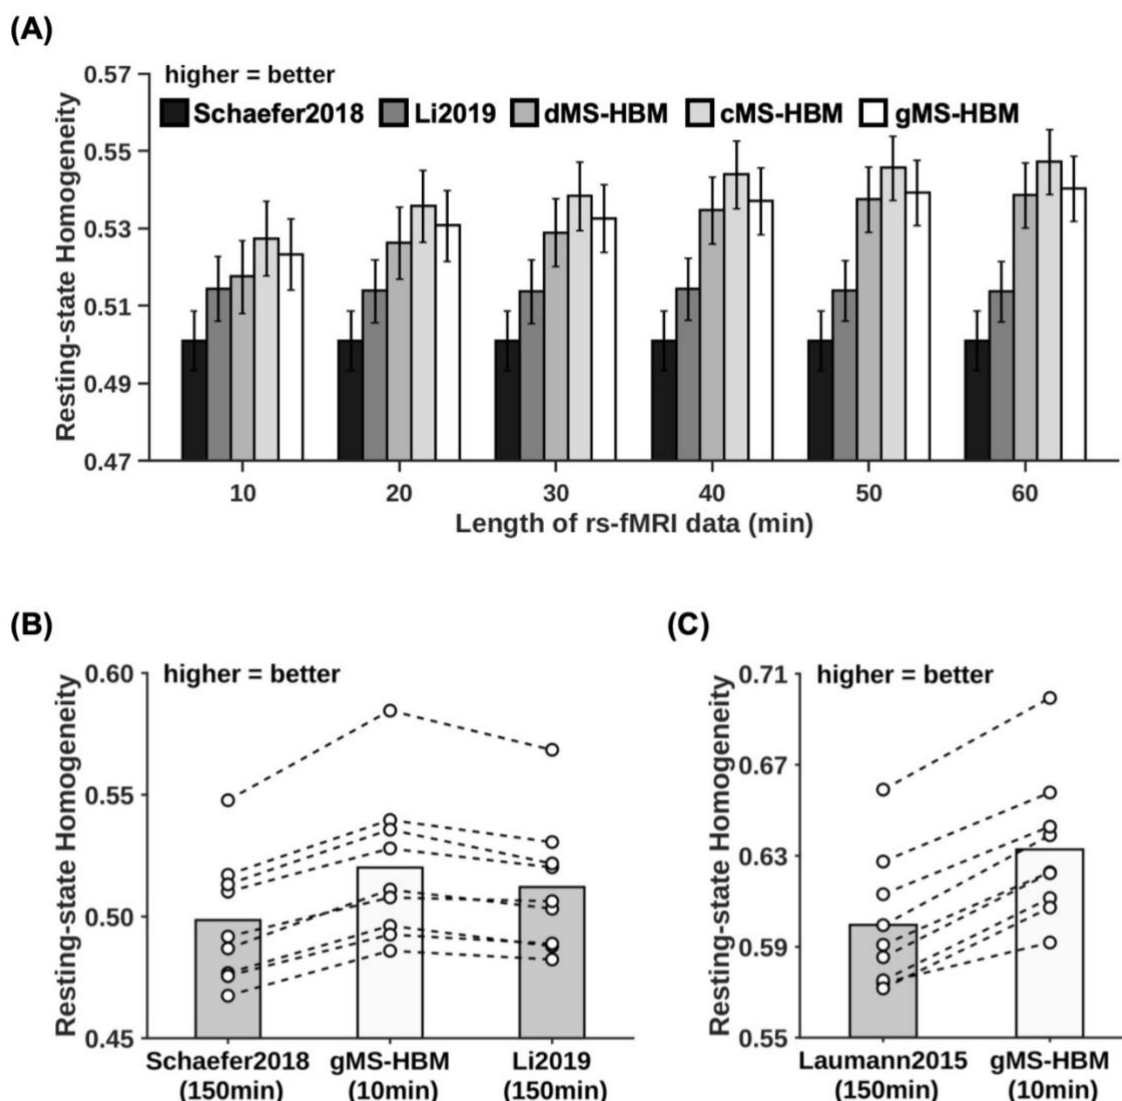 (A)
Resting-state Homogeneity
higher = better
Schaefer2018 Li2019 dMS-HBM cMS-HBM gMS-HBM
0.57
0.55
0.53
0.51
0.49
0.47
10 20 30 40 50 60
Length of rs-fMRI data (min)
(B)
Resting-state Homogeneity
higher = better
0.60
0.55
0.50
0.45
Schaefer2018 gMS-HBM Li2019
(150min) (10min) (150min)
(C)
Resting-state Homogeneity
higher = better
0.71
0.67
0.63
0.59
0.55
Laumann2015 gMS-HBM
(150min) (10min)